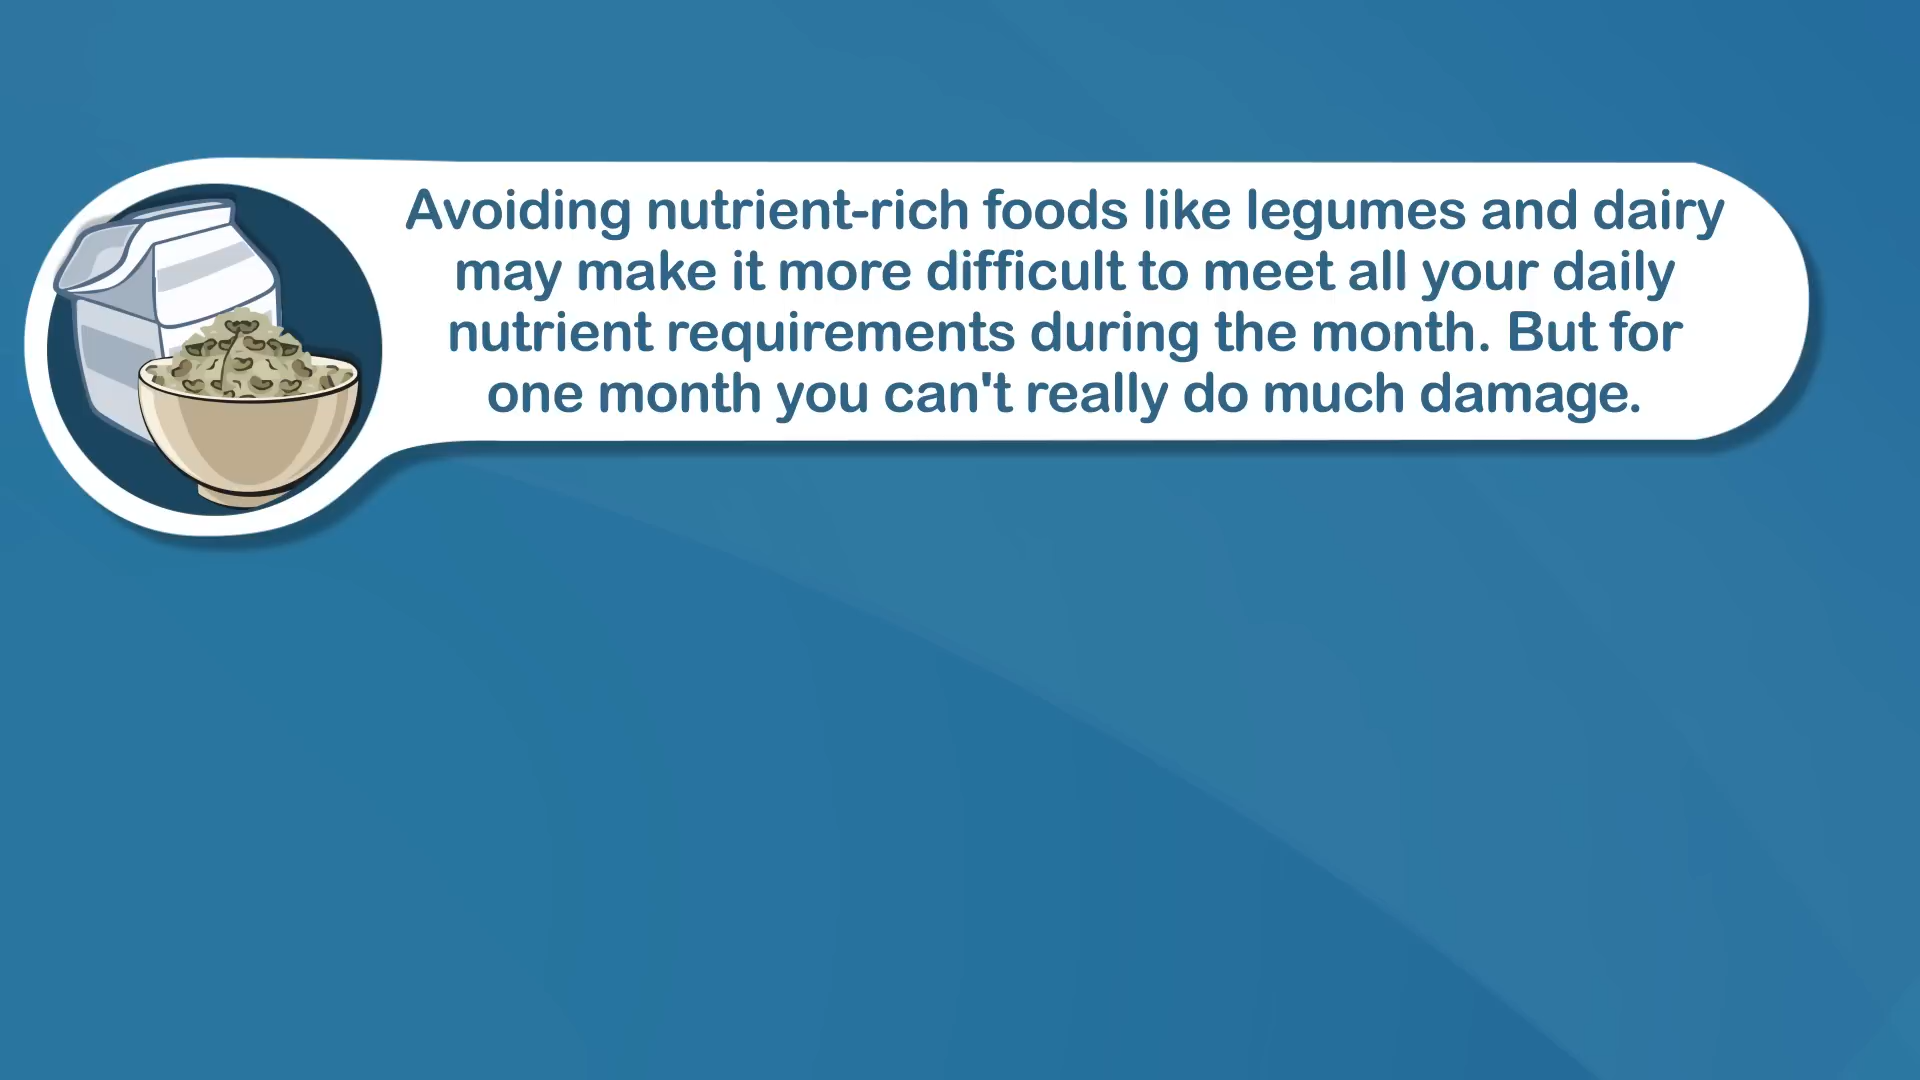 Avoiding nutrient-rich foods like legumes and dairy
may make it more difficult to meet all your daily
nutrient requirements during the month. But for
one month you can't really do much damage.